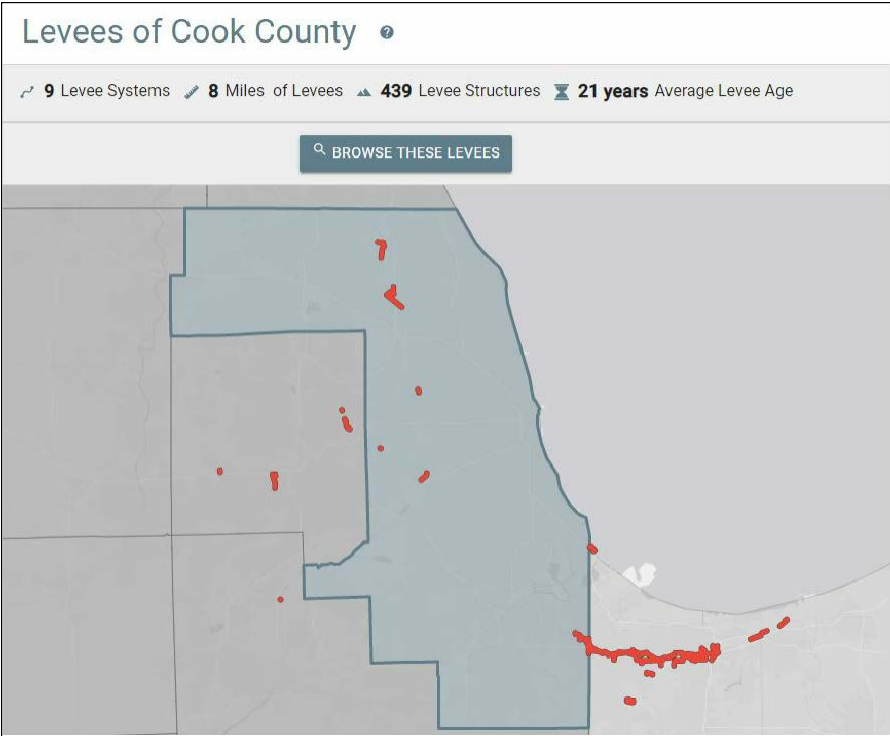 Levees of Cook County ?
9 Levee Systems 8 Miles of Levees 439 Levee Structures 21 years Average Levee Age
BROWSE THESE LEVEES